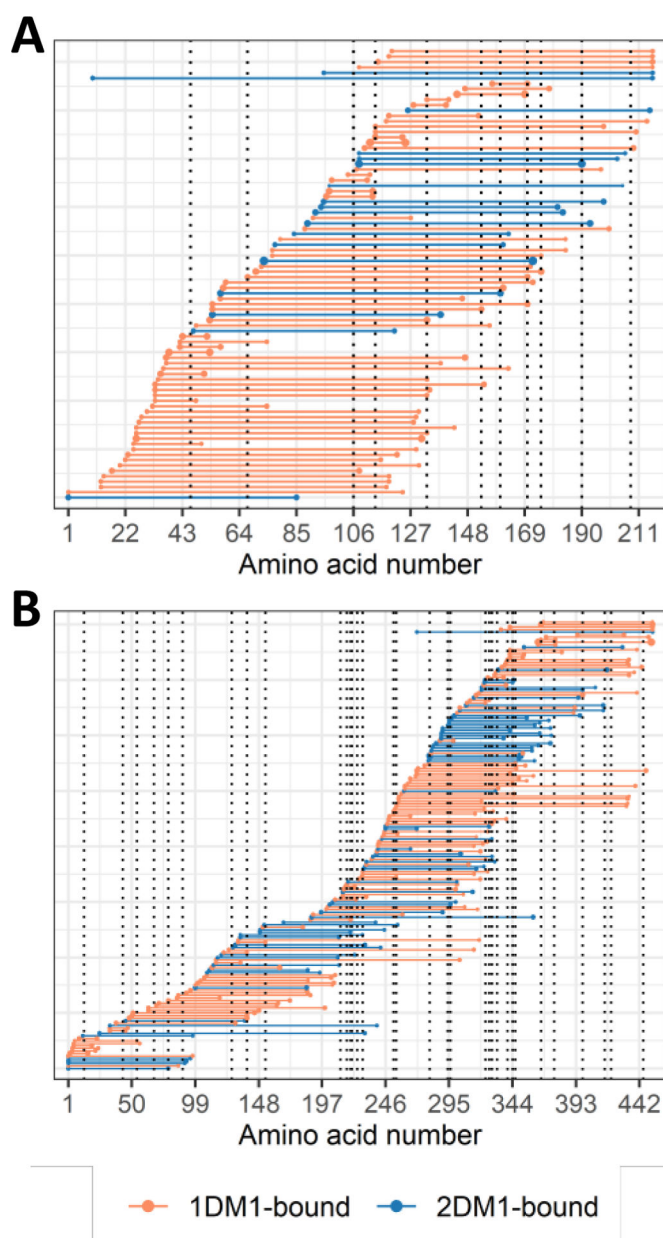 A
1 22 43 64 85 106 127 148 169 190 211
Amino acid number
B
1 50 99 148 197 246 295 344 393 442
Amino acid number
1DM1-bound 2DM1-bound